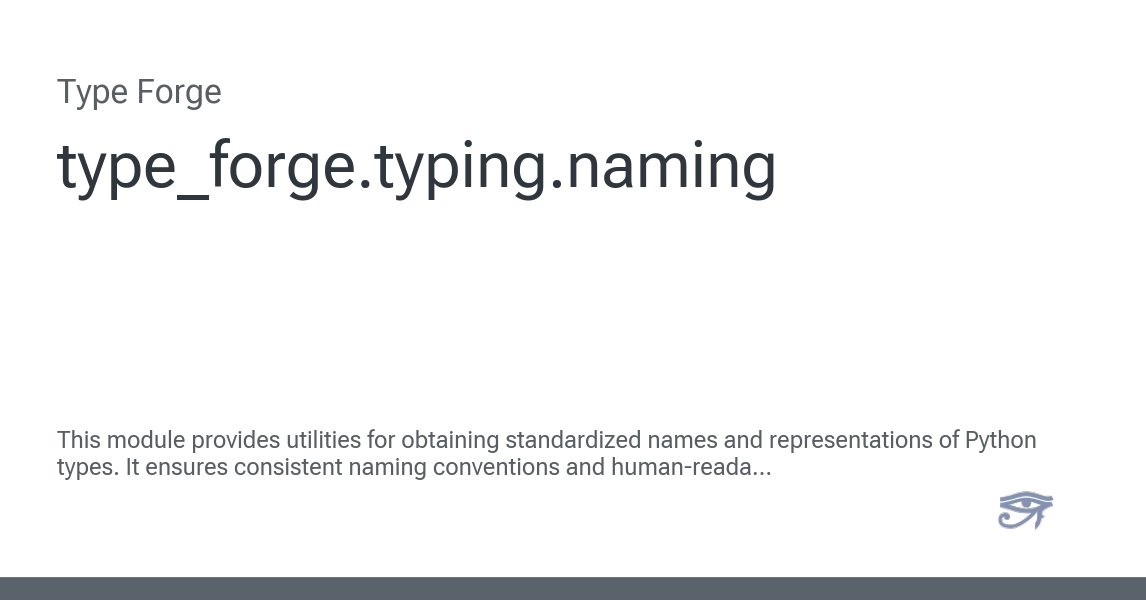 Type Forge
type_forge.typing.naming
This module provides utilities for obtaining standardized names and representations of Python
types. It ensures consistent naming conventions and human-reada...